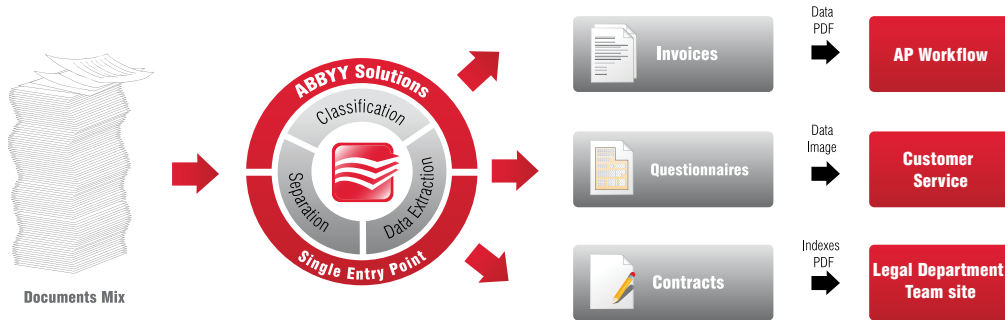 Documents Mix
ABBYY Solutions
Classification
Separation
Data Extraction
Single Entry Point
Invoices
Data
PDF
AP Workflow
Questionnaires
Data
Image
Customer
Service
Contracts
Indexes
PDF
Legal Department
Team site